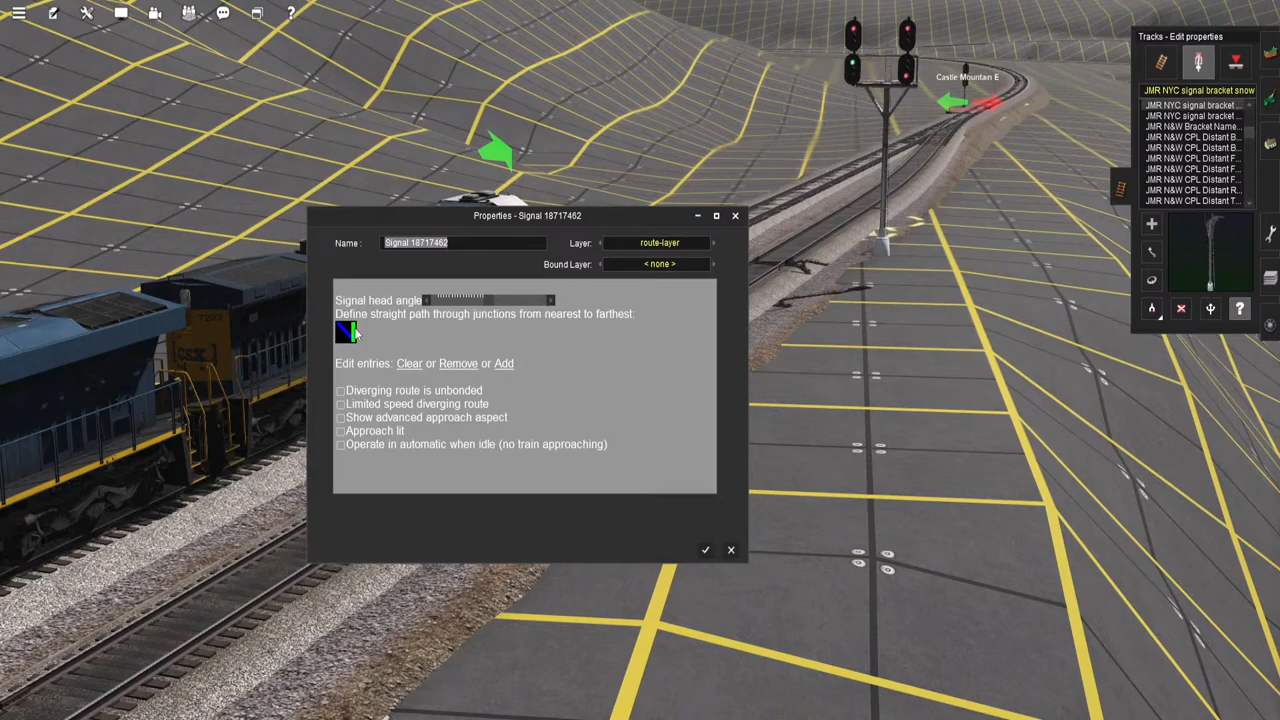 ?
Tracks - Edit properties
JMR NYC signal bracket snow
JMR NYC signal bracket ...
JMR NYC signal bracket ...
JMR N&W Bracket Name...
JMR N&W CPL Distant B...
JMR N&W CPL Distant B...
JMR N&W CPL Distant F...
JMR N&W CPL Distant F...
JMR N&W CPL Distant F...
JMR N&W CPL Distant R...
JMR N&W CPL Distant T...
?
Castle Mountain E
Properties - Signal 18717462
Name : Signal 18717462
Layer: route-layer
Bound Layer: < none >
Signal head angle
Define straight path through junctions from nearest to farthest:
Edit entries: Clear or Remove or Add
Diverging route is unbonded
Limited speed diverging route
Show advanced approach aspect
Approach lit
Operate in automatic when idle (no train approaching)
CSX